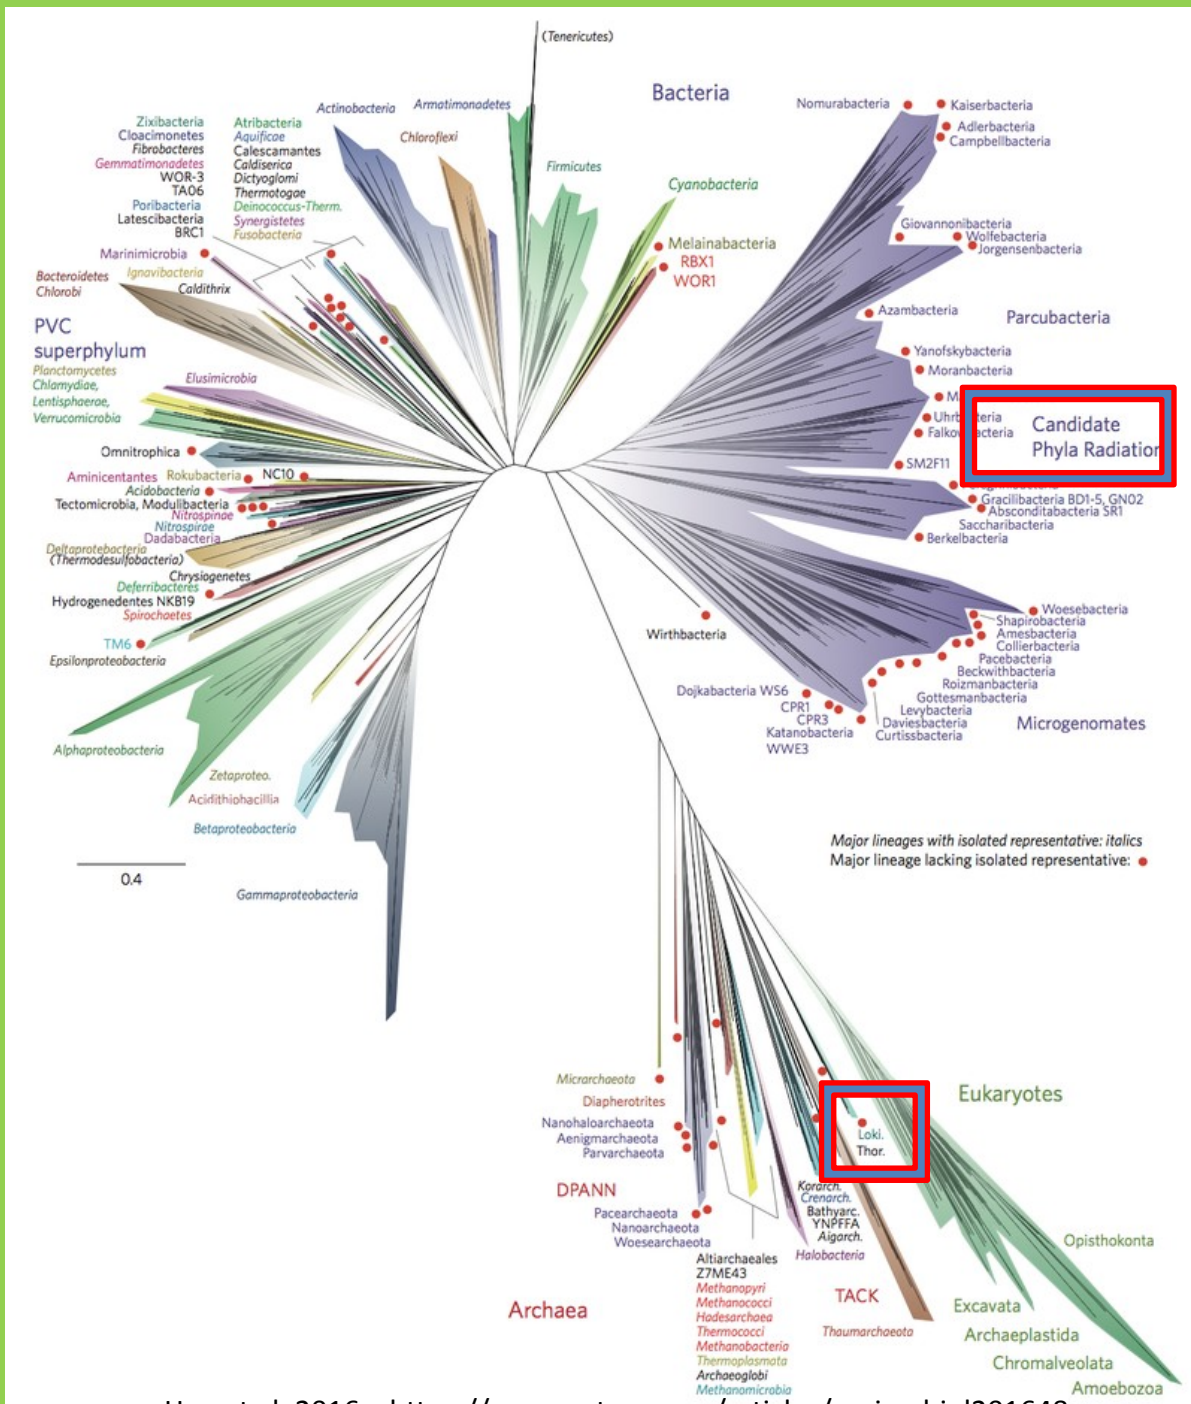 (Tenericutes)
Bacteria
Actinobacteria
Armatimonadetes
Nomurabacteria
Kaiserbacteria
Zixibacteria
Cloacimonetes
Fibrobacteres
Gemmatimonadetes
WOR-3
TA06
Poribacteria
Latescibacteria
BRC1
Atribacteria
Aquificae
Calescamantes
Caldiserica
Dictyoglomi
Thermotogae
Deinococcus-Therm.
Synergistetes
Fusobacteria
Chloroflexi
Firmicutes
Cyanobacteria
Melainabacteria
RBX1
WOR1
Adlerbacteria
Campbellbacteria
Giovannonibacteria
Wolfebacteria
Jorgensenbacteria
Azambacteria
Parcubacteria
Yanofskybacteria
Moranbacteria
Candidate
Phyla Radiation
SM2F11
Gracilibacteria BD1-5, GN02
Absconditabacteria SR1
Saccharibacteria
Berkelbacteria
Marinimicrobia
Bacteroidetes
Chlorobi
Ignavibacteria
Caldithrix
PVC
superphylum
Planctomycetes
Chlamydiae,
Lentisphaerae,
Verrucomicrobia
Elusimicrobia
Omnitrophica
Aminicentantes
Rokubacteria
NC10
Acidobacteria
Tectomicrobia, Modulibacteria
Nitrospinae
Nitrospirae
Dadabacteria
Deltaprotebacteria
(Thermodesulfobacteria)
Chrysiogenetes
Deferribacteres
Hydrogenedentes NKB19
Spirochaetes
TM6
Epsilonproteobacteria
Alphaproteobacteria
Zetaproteo.
Acidithiobacillia
Betaproteobacteria
Gammaproteobacteria
0.4
Wirthbacteria
Woesebacteria
Shapirobacteria
Amesbacteria
Collierbacteria
Pacebacteria
Beckwithbacteria
Roizmanbacteria
Gottesmanbacteria
Levybacteria
Daviesbacteria
Curtissbacteria
Microgenomates
Dojkabacteria WS6
CPR1
CPR3
Katanobacteria
WWE3
Major lineages with isolated representative: italics
Major lineage lacking isolated representative:
Micrarchaeota
Diapherotrites
Nanohaloarchaeota
Aenigmarchaeota
Parvarchaeota
DPANN
Pacearchaeota
Nanoarchaeota
Woesearchaeota
Altiarchaeales
Z7ME43
Methanopyri
Methanococci
Hadesarchaea
Thermococci
Methanobacteria
Thermoplasmata
Archaeoglobi
Methanomicrobia
Archaea
Halobacteria
Loki.
Thor.
Korarch.
Crenarch.
Bathyarc.
YNPFFA
Aigarch.
TACK
Thaumarchaeota
Eukaryotes
Opisthokonta
Excavata
Archaeplastida
Chromalveolata
Amoebozoa